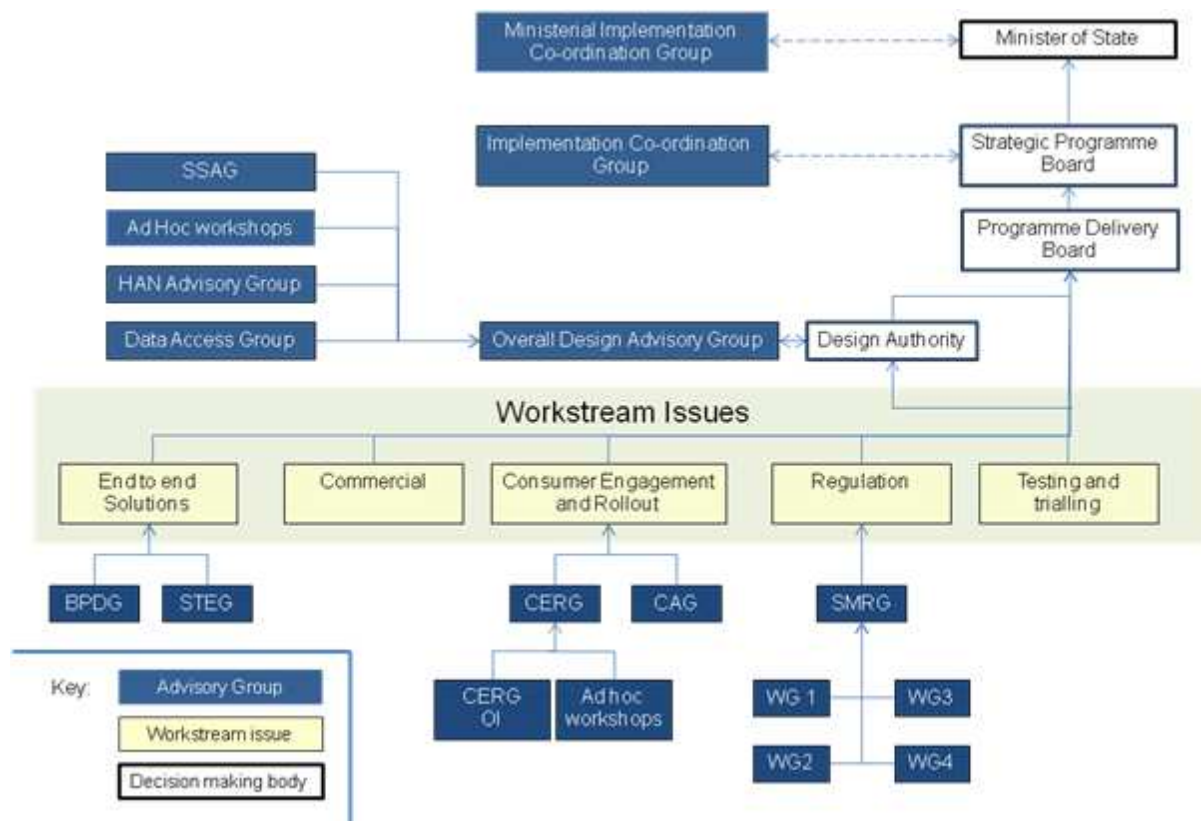 Ministerial Implementation
Co-ordination Group
Minister of State
Implementation Co-ordination
Group
Strategic Programme
Board
SSAG
Ad Hoc workshops
Programme Delivery
Board
HAN Advisory Group
Data Access Group
Overall Design Advisory Group
Design Authority
Workstream Issues
End to end
Solutions
Commercial
Consumer Engagement
and Rollout
Regulation
Testing and
trialling
BPDG
STEG
CERG
CAG
SMRG
CERG
OI
Ad hoc
workshops
WG 1
WG3
WG2
WG4
Key:
Advisory Group
Workstream issue
Decision making body